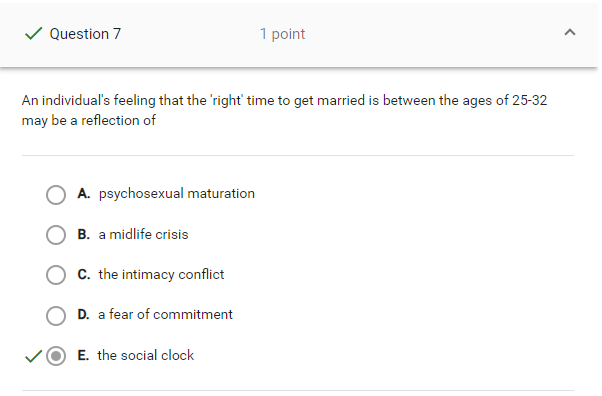 Question 7 1 point
An individual's feeling that the 'right' time to get married is between the ages of 25-32
may be a reflection of
A. psychosexual maturation
B. a midlife crisis
C. the intimacy conflict
D. a fear of commitment
E. the social clock